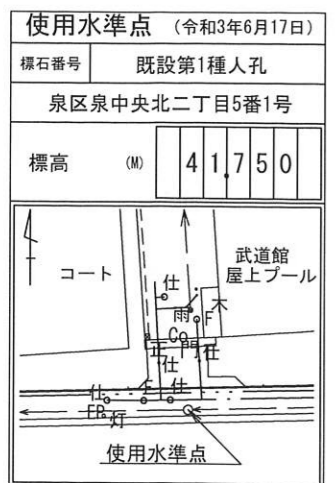 使用水準点 (令和3年6月17日)
標石番号 既設第1種人孔
泉区泉中央北二丁目5番1号
標高 (M) 41.750
コート
武道館
屋上プール
仕
木
雨 F
Co
正 門 仕
仕
仕 仕
EP 灯
使用水準点